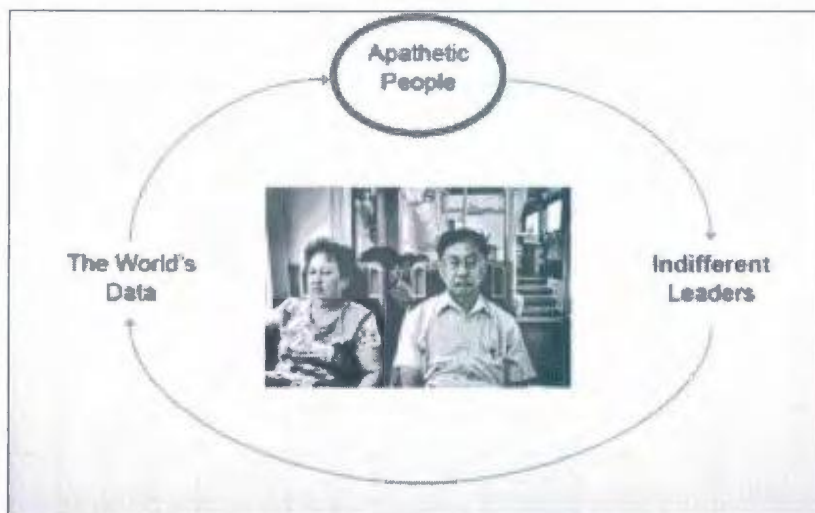 Apathetic
People
The World's
Data
Indifferent
Leaders